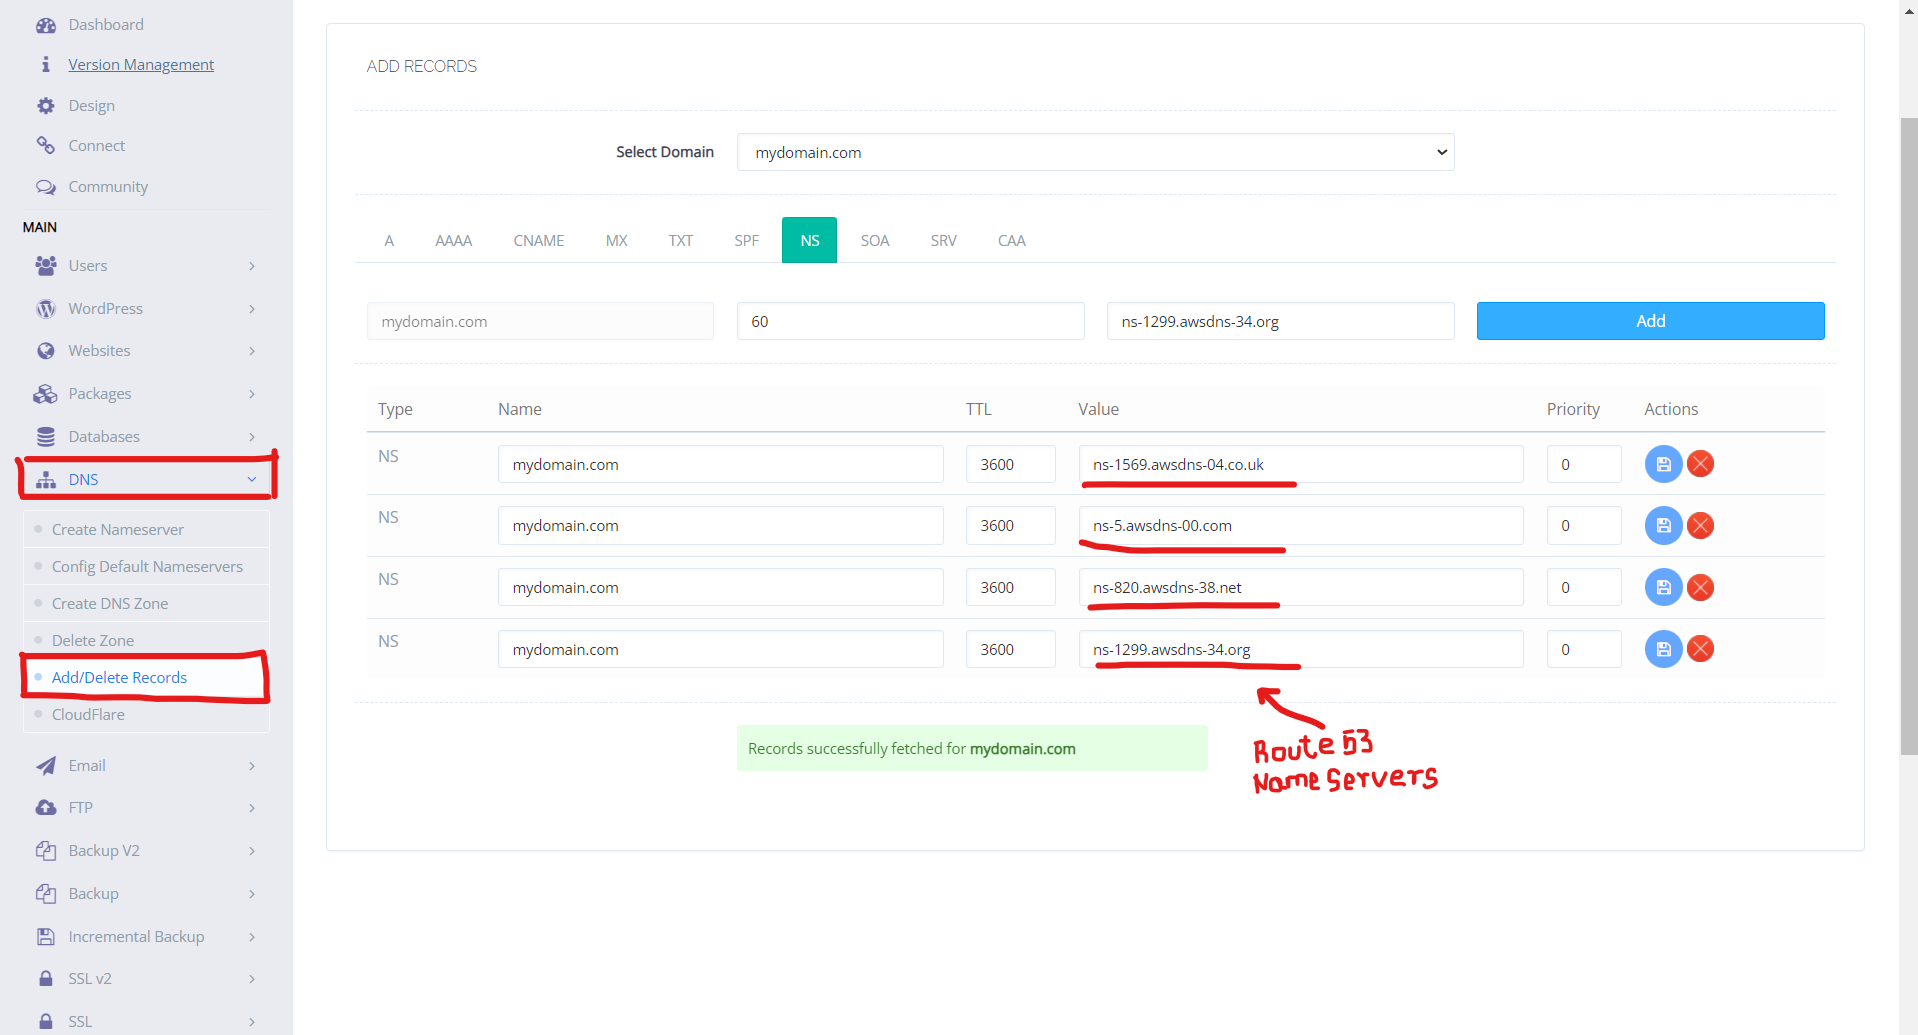 Dashboard
Version Management
Design
Connect
Community
MAIN
Users
WordPress
Websites
Packages
Databases
DNS
Create Nameserver
Config Default Nameservers
Create DNS Zone
Delete Zone
Add/Delete Records
CloudFlare
Email
FTP
Backup V2
Backup
Incremental Backup
SSL v2
SSL
ADD RECORDS
Select Domain mydomain.com
A AAAA CNAME MX TXT SPF NS SOA SRV CAA
mydomain.com 60 ns-1299.awsdns-34.org Add
Type Name TTL Value Priority Actions
NS mydomain.com 3600 ns-1569.awsdns-04.co.uk 0
NS mydomain.com 3600 ns-5.awsdns-00.com 0
NS mydomain.com 3600 ns-820.awsdns-38.net 0
NS mydomain.com 3600 ns-1299.awsdns-34.org 0
Records successfully fetched for mydomain.com
Route 53
Name Servers